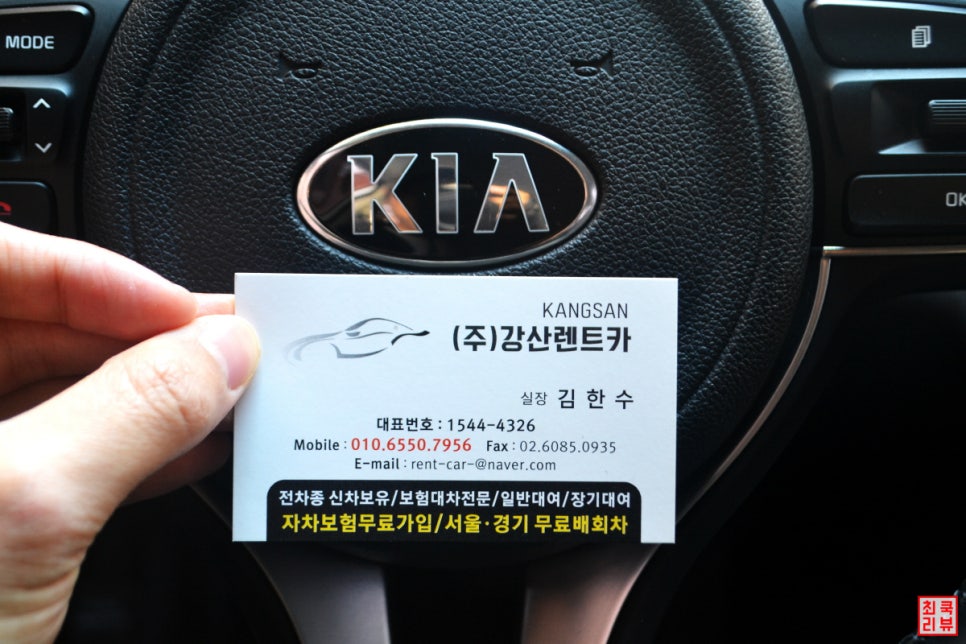 MODE
KIA
OK
KANGSAN
(주)강산렌트카
실장 김 한 수
대표번호 : 1544-4326
Mobile : 010.6550.7956 Fax : 02.6085.0935
E-mail : rent-car-@naver.com
전차종 신차보유/보험대차전문/일반대여/장기대여
자차보험무료가입/서울·경기 무료배회차
최쿡
리뷰